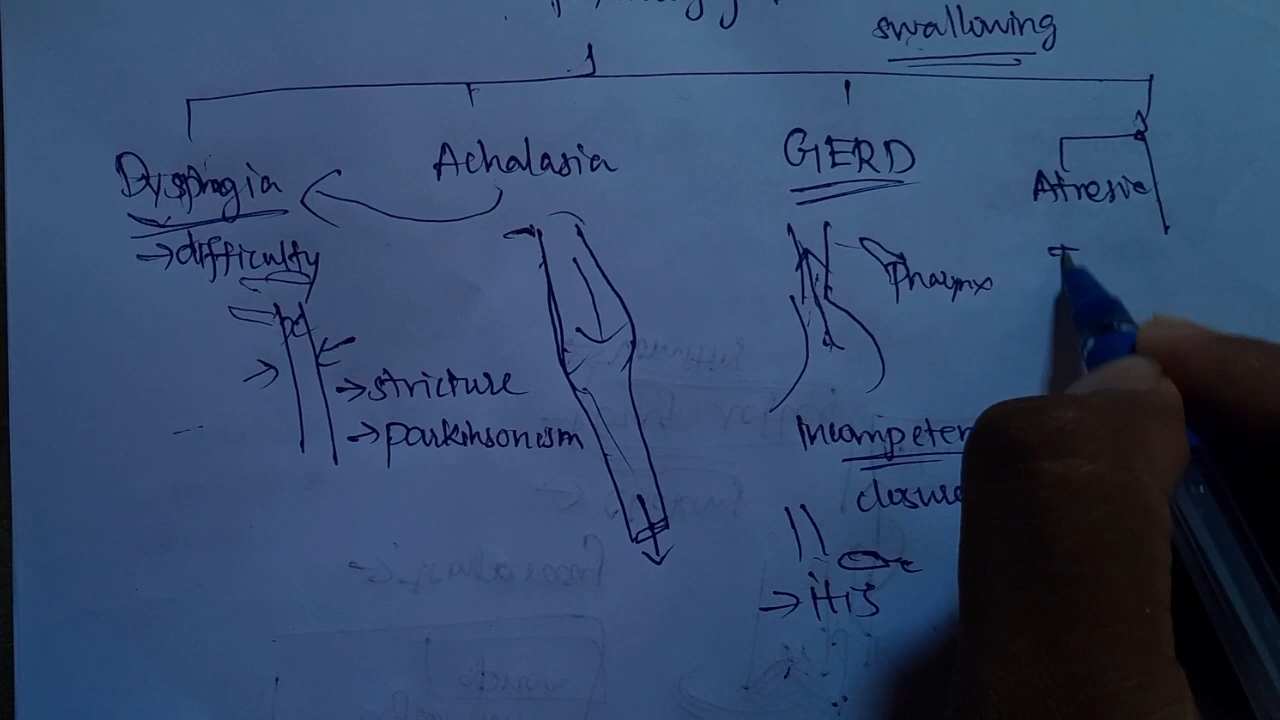 swallowing
Dysphagia
Achalasia
GERD
Atresia
→difficulty
Pharynx
→stricture
→parkinsonism
Incompeten
closure
→HIS